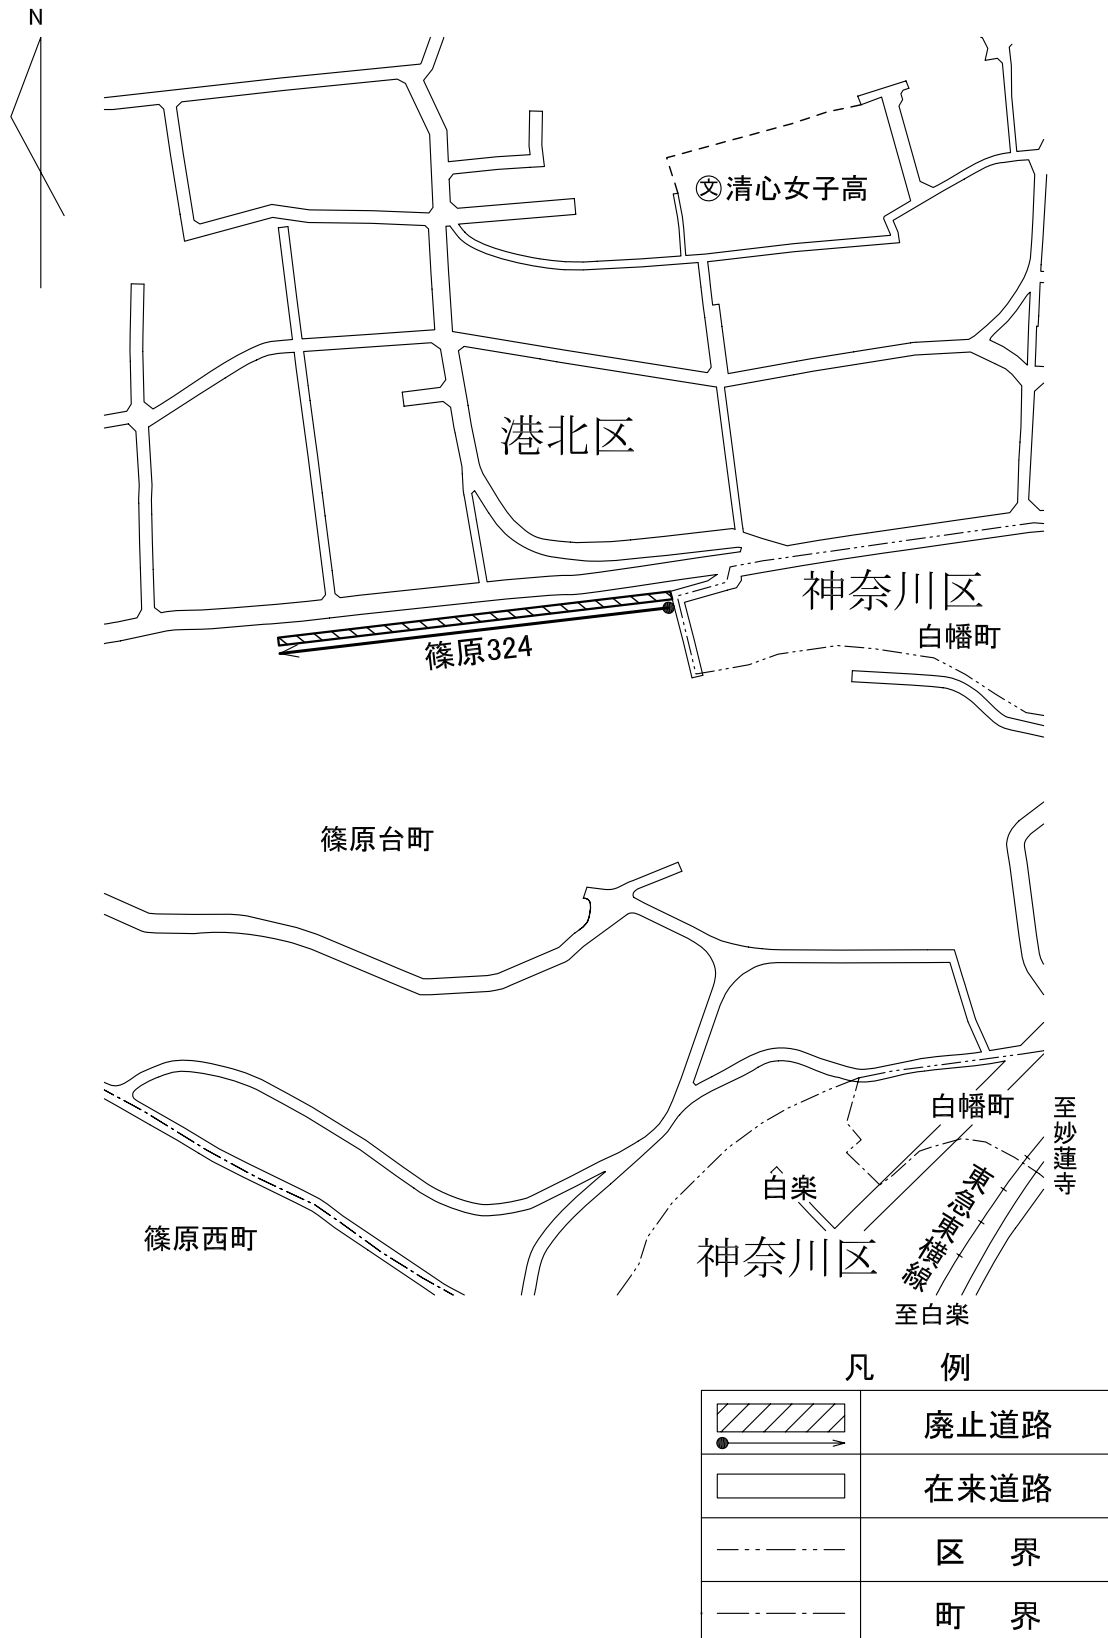 N
文清心女子高
港北区
神奈川区
白幡町
篠原324
篠原台町
白幡町
至妙蓮寺
白楽
東急東横線
篠原西町
神奈川区
至白楽
凡 例
廃止道路
在来道路
区 界
町 界